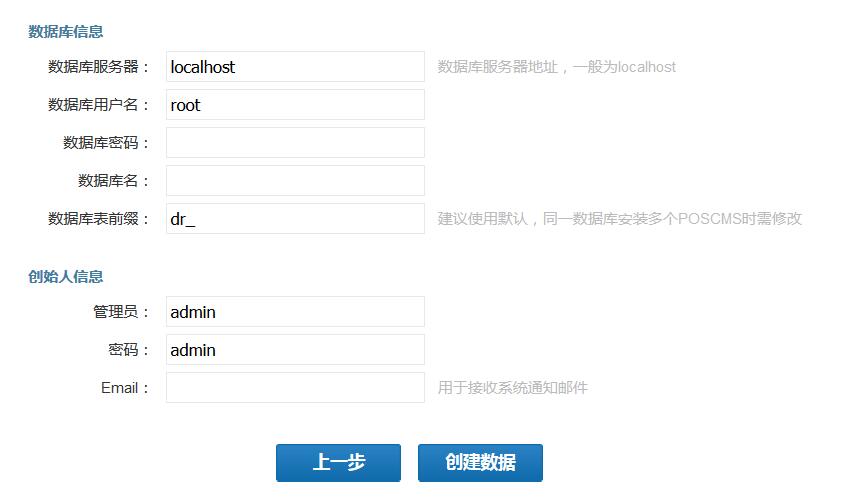 数据库信息
数据库服务器： localhost 数据库服务器地址，一般为localhost
数据库用户名： root
数据库密码：
数据库名：
数据库表前缀： dr_ 建议使用默认，同一数据库安装多个POSCMS时需修改
创始人信息
管理员： admin
密码： admin
Email： 用于接收系统通知邮件
上一步 创建数据